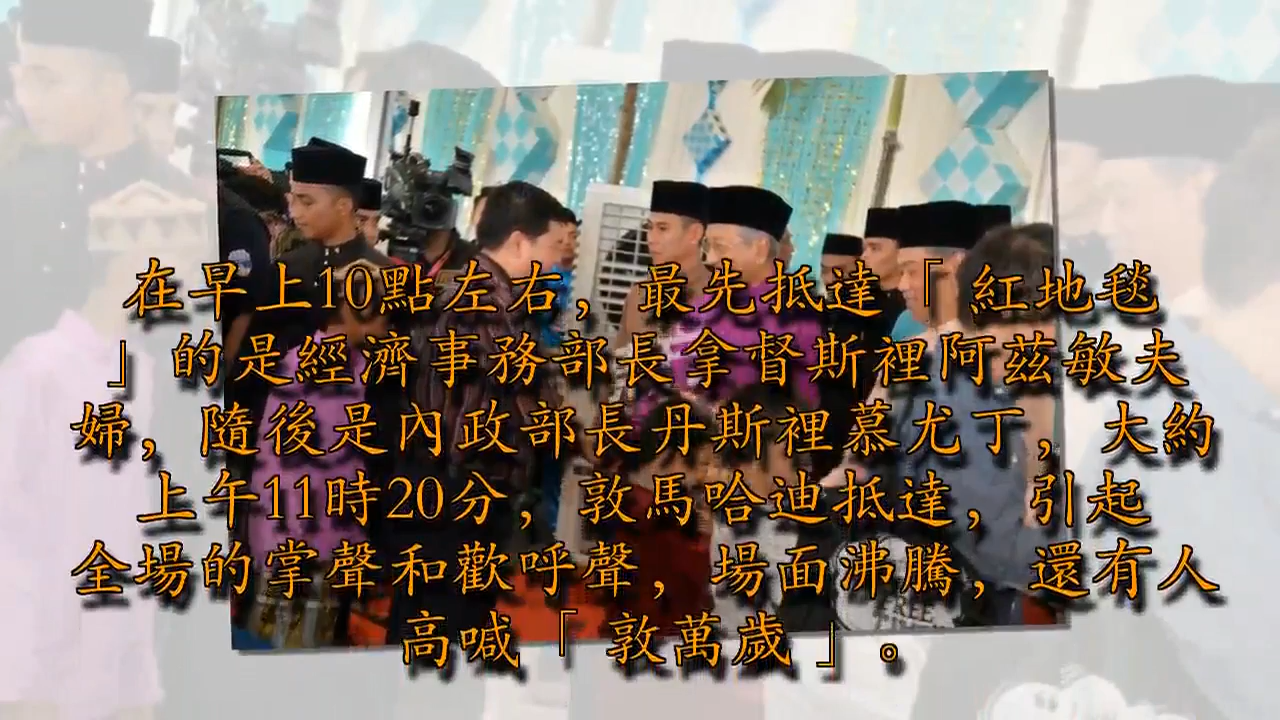 在早上10點左右，最先抵達「紅地毯
」的是經濟事務部長拿督斯裡阿茲敏夫
婦，隨後是內政部長丹斯裡慕尤丁，大約
上午11時20分，敦馬哈迪抵達，引起
全場的掌聲和歡呼聲，場面沸騰，還有人
高喊「敦萬歲」。